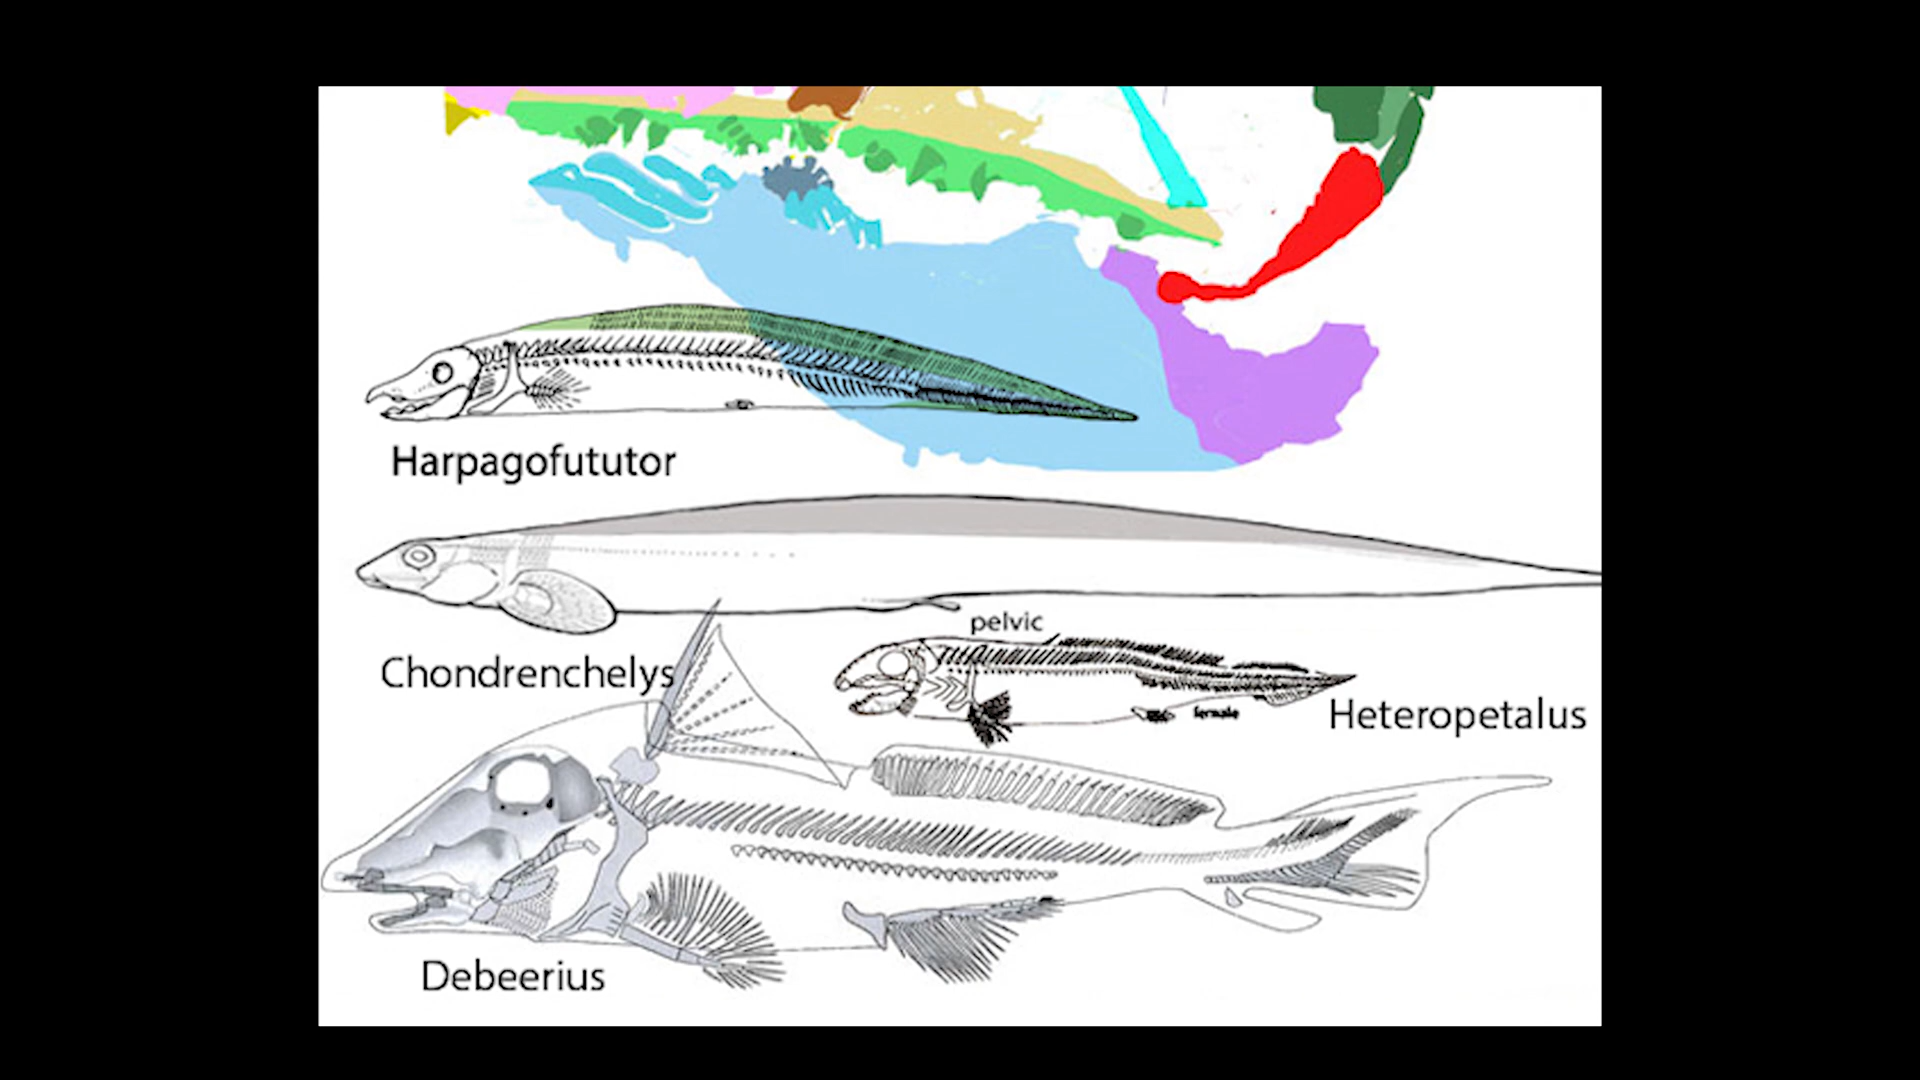 Harpagofututor
pelvic
Chondrenchelys
female
Heteropetalus
Debeerius